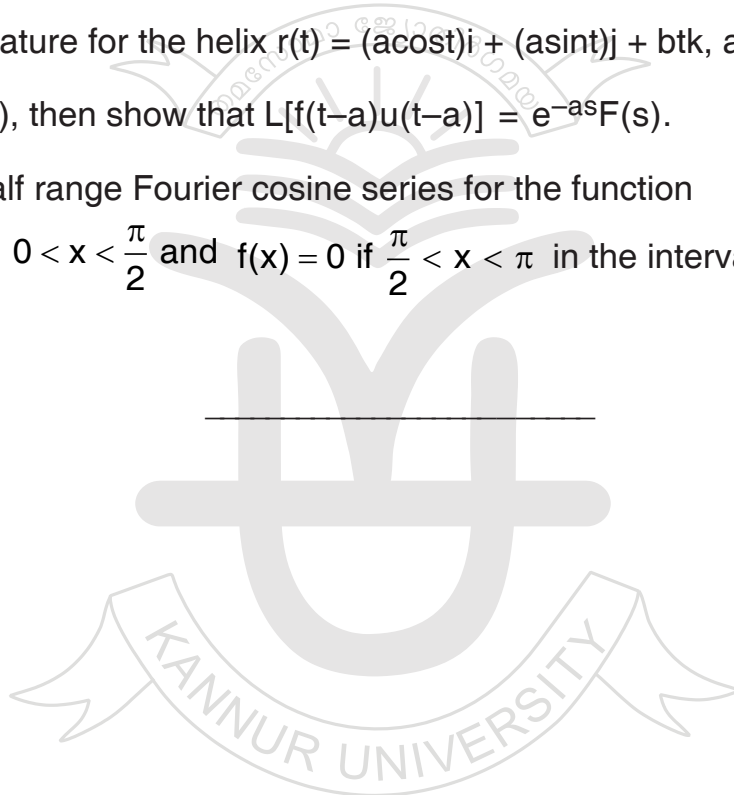 ature for the helix r(t) = (acost)i + (asint)j + btk, a
), then show that L[f(t–a)u(t–a)] = e^–as F(s).
alf range Fourier cosine series for the function
0 < x < π/2 and f(x) = 0 if π/2 < x < π in the interva
KANNUR UNIVERSITY